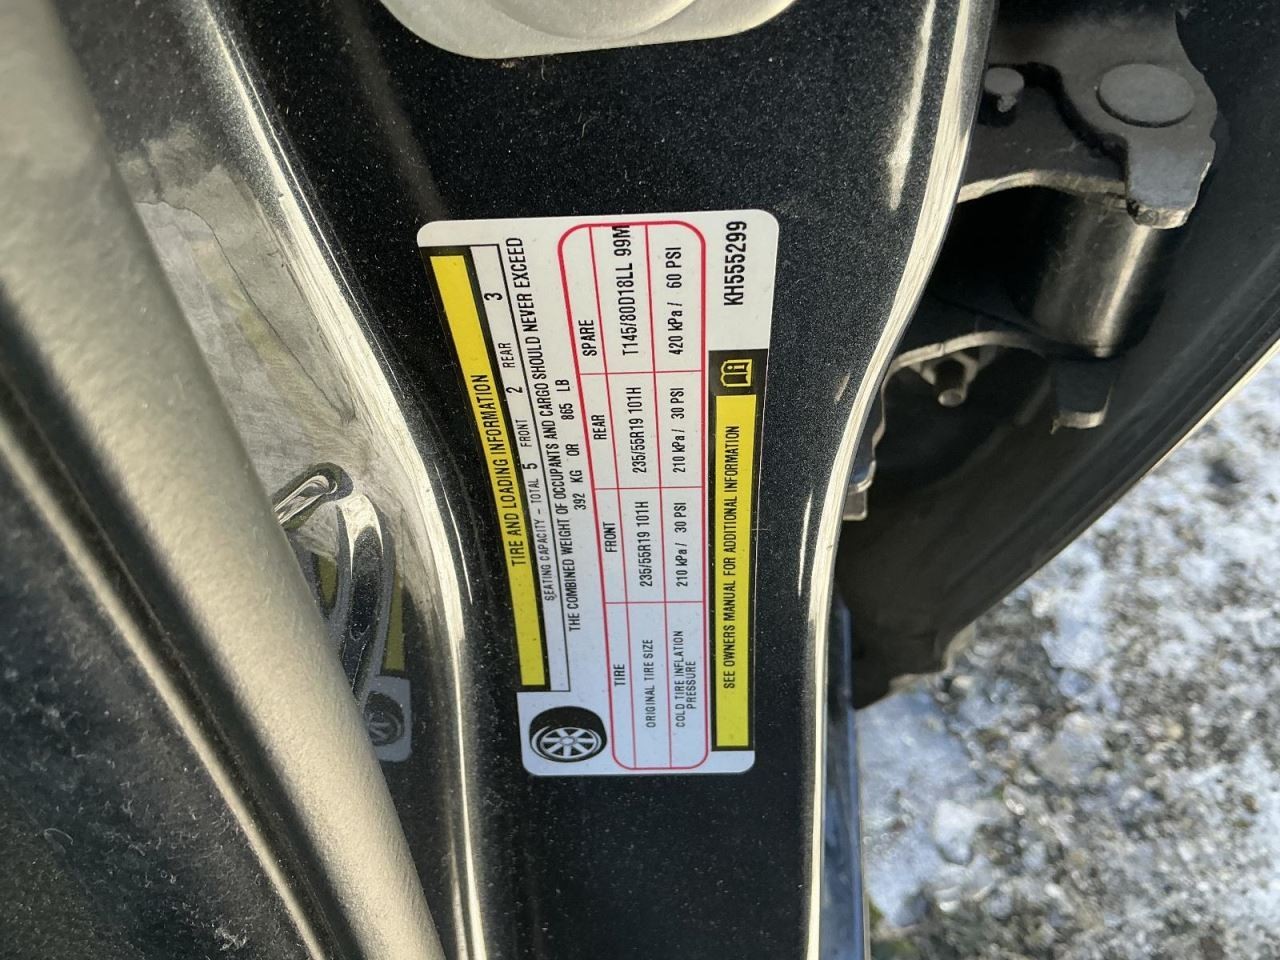 TIRE AND LOADING INFORMATION
SEATING CAPACITY - TOTAL 5 FRONT 2 REAR 3
THE COMBINED WEIGHT OF OCCUPANTS AND CARGO SHOULD NEVER EXCEED
392 KG OR 865 LB
TIRE FRONT REAR SPARE
ORIGINAL TIRE SIZE 235/55R19 101H 235/55R19 101H T145/80D18LL 99M
COLD TIRE INFLATION PRESSURE 210 kPa / 30 PSI 210 kPa / 30 PSI 420 kPa / 60 PSI
SEE OWNERS MANUAL FOR ADDITIONAL INFORMATION
KH555299